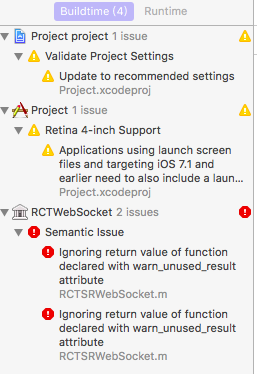 Buildtime (4) Runtime
Project project 1 issue
Validate Project Settings
Update to recommended settings
Project.xcodeproj
Project 1 issue
Retina 4-inch Support
Applications using launch screen
files and targeting iOS 7.1 and
earlier need to also include a laun...
Project.xcodeproj
RCTWebSocket 2 issues
Semantic Issue
Ignoring return value of function
declared with warn_unused_result
attribute
RCTSRWebSocket.m
Ignoring return value of function
declared with warn_unused_result
attribute
RCTSRWebSocket.m